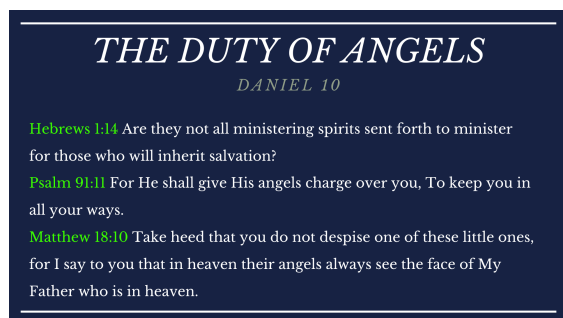 THE DUTY OF ANGELS
DANIEL 10
Hebrews 1:14 Are they not all ministering spirits sent forth to minister
for those who will inherit salvation?
Psalm 91:11 For He shall give His angels charge over you, To keep you in
all your ways.
Matthew 18:10 Take heed that you do not despise one of these little ones,
for I say to you that in heaven their angels always see the face of My
Father who is in heaven.